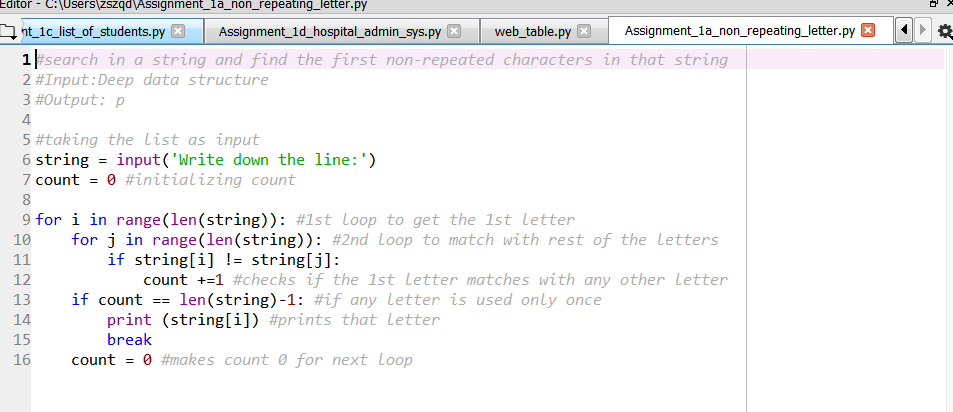 Editor - C:\Users\zszqd\Assignment_1a_non_repeating_letter.py
nt_1c_list_of_students.py
Assignment_1d_hospital_admin_sys.py
web_table.py
Assignment_1a_non_repeating_letter.py
1 #search in a string and find the first non-repeated characters in that string
2 #Input:Deep data structure
3 #Output: p
4
5 #taking the list as input
6 string = input('Write down the line:')
7 count = 0 #initializing count
8
9 for i in range(len(string)): #1st loop to get the 1st letter
10     for j in range(len(string)): #2nd loop to match with rest of the letters
11         if string[i] != string[j]:
12             count +=1 #checks if the 1st letter matches with any other letter
13     if count == len(string)-1: #if any letter is used only once
14         print (string[i]) #prints that letter
15         break
16     count = 0 #makes count 0 for next loop